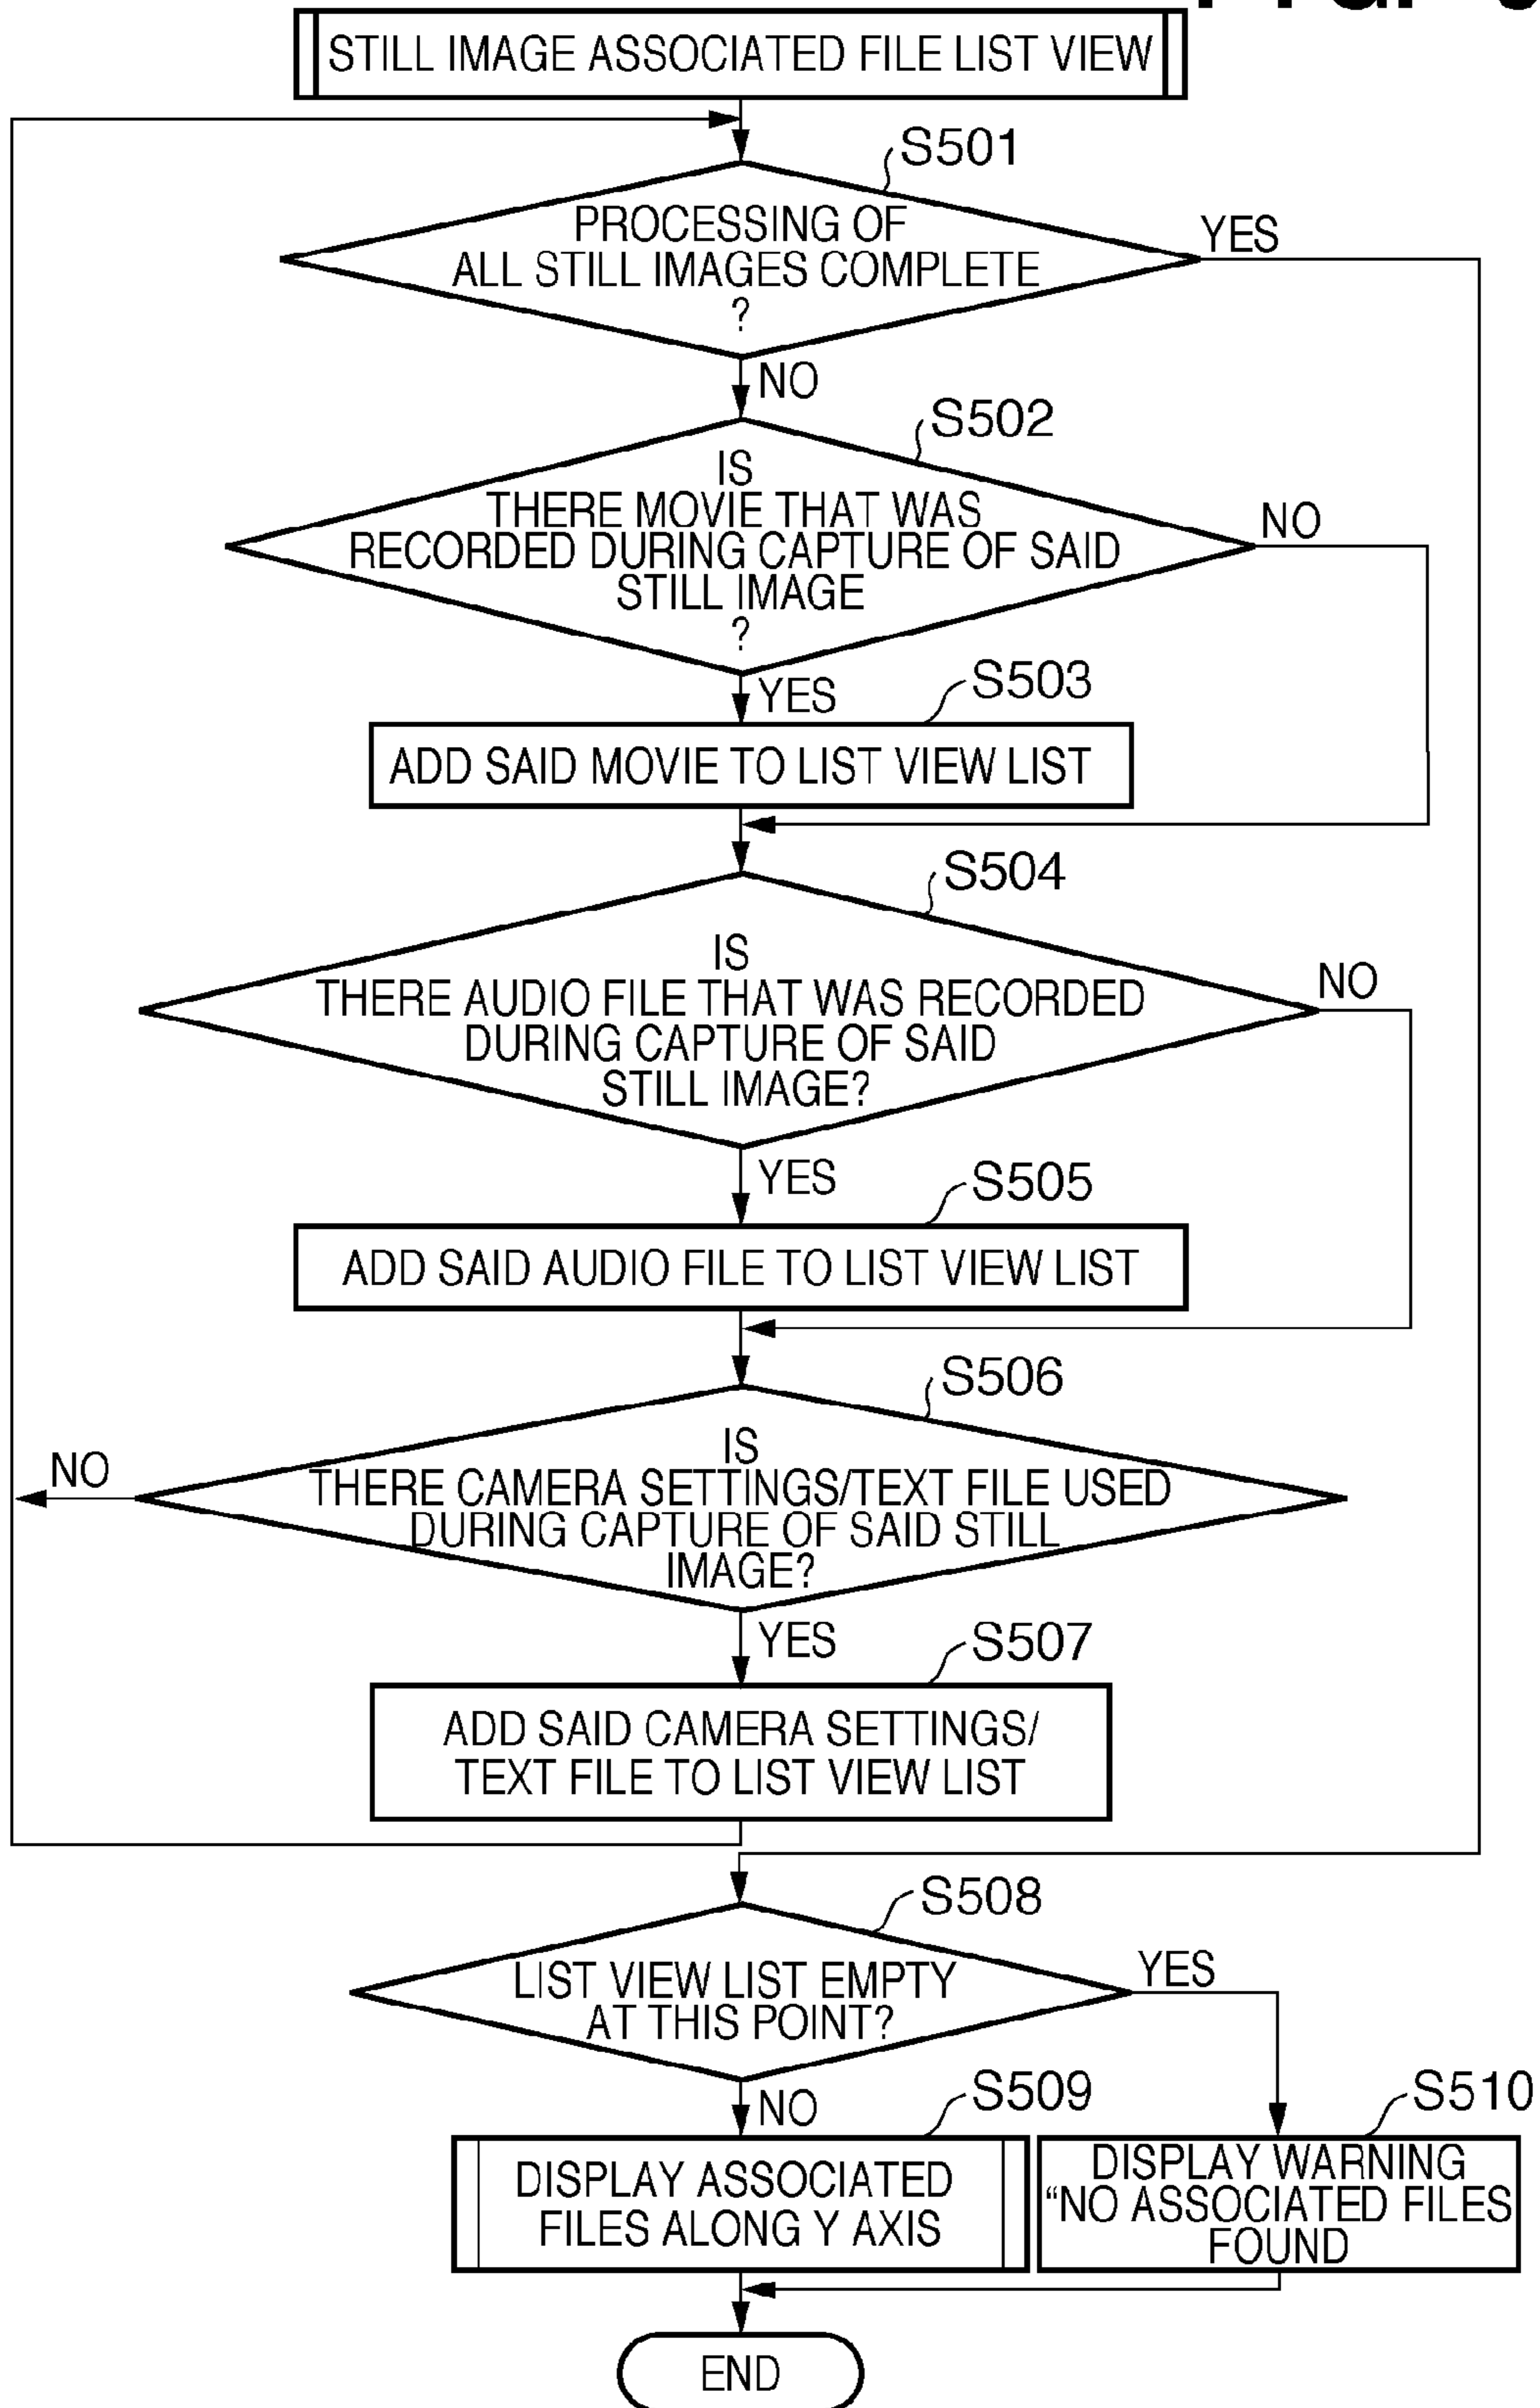 STILL IMAGE ASSOCIATED FILE LIST VIEW
S501
PROCESSING OF
ALL STILL IMAGES COMPLETE
?
YES
NO
S502
IS
THERE MOVIE THAT WAS
RECORDED DURING CAPTURE OF SAID
STILL IMAGE
?
NO
YES
S503
ADD SAID MOVIE TO LIST VIEW LIST
S504
IS
THERE AUDIO FILE THAT WAS RECORDED
DURING CAPTURE OF SAID
STILL IMAGE?
NO
YES
S505
ADD SAID AUDIO FILE TO LIST VIEW LIST
S506
IS
THERE CAMERA SETTINGS/TEXT FILE USED
DURING CAPTURE OF SAID STILL
IMAGE?
NO
YES
S507
ADD SAID CAMERA SETTINGS/
TEXT FILE TO LIST VIEW LIST
S508
LIST VIEW LIST EMPTY
AT THIS POINT?
YES
NO
S509
DISPLAY ASSOCIATED
FILES ALONG Y AXIS
S510
DISPLAY WARNING
“NO ASSOCIATED FILES
FOUND
END